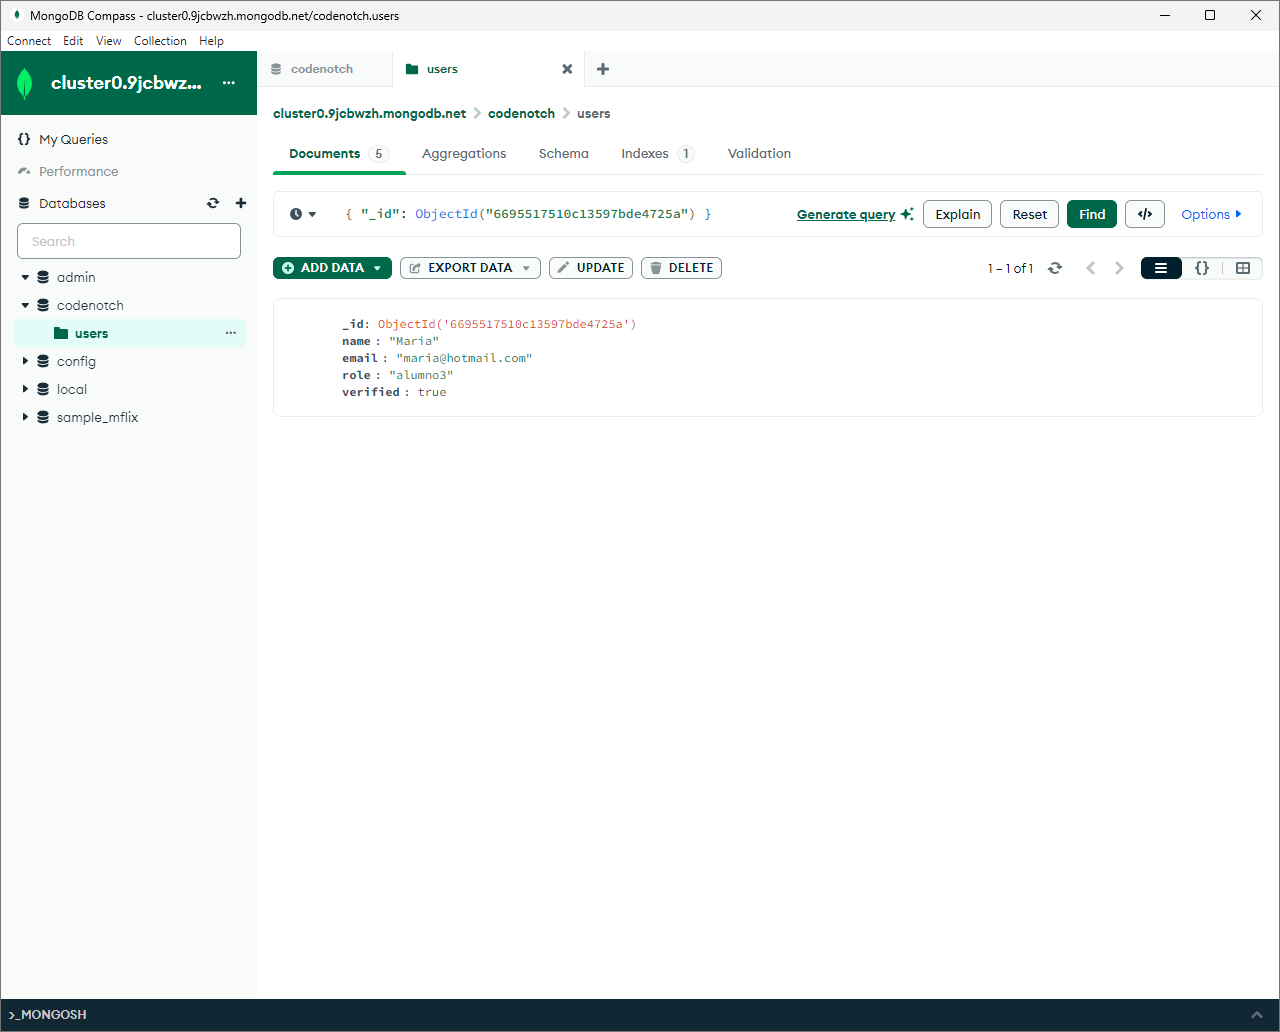 MongoDB Compass - cluster0.9jcbwzh.mongodb.net/codenotch.users
Connect Edit View Collection Help
cluster0.9jcbwz... ...
codenotch
users
My Queries
Performance
Databases
Search
admin
codenotch
users ...
config
local
sample_mflix
cluster0.9jcbwzh.mongodb.net > codenotch > users
Documents 5 Aggregations Schema Indexes 1 Validation
{ "_id": ObjectId("6695517510c13597bde4725a") }
Generate query Explain Reset Find </> Options
ADD DATA EXPORT DATA UPDATE DELETE
1 – 1 of 1 {}
_id: ObjectId('6695517510c13597bde4725a')
name : "Maria"
email : "maria@hotmail.com"
role : "alumno3"
verified : true
>_MONGOSH